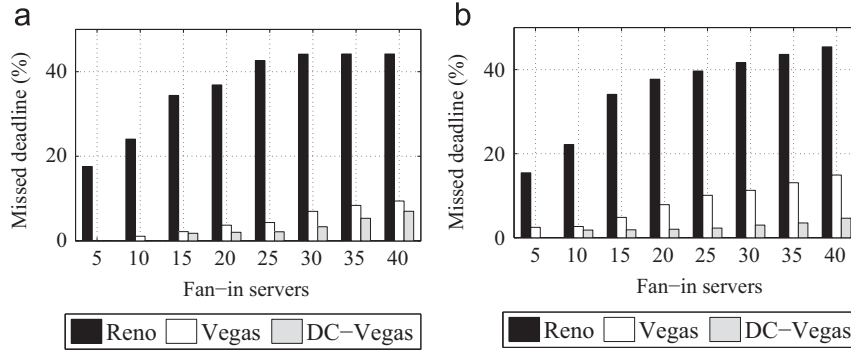 a
Missed deadline (%)
40
20
0
5 10 15 20 25 30 35 40
Fan-in servers
Reno Vegas DC-Vegas
b
Missed deadline (%)
40
20
0
5 10 15 20 25 30 35 40
Fan-in servers
Reno Vegas DC-Vegas